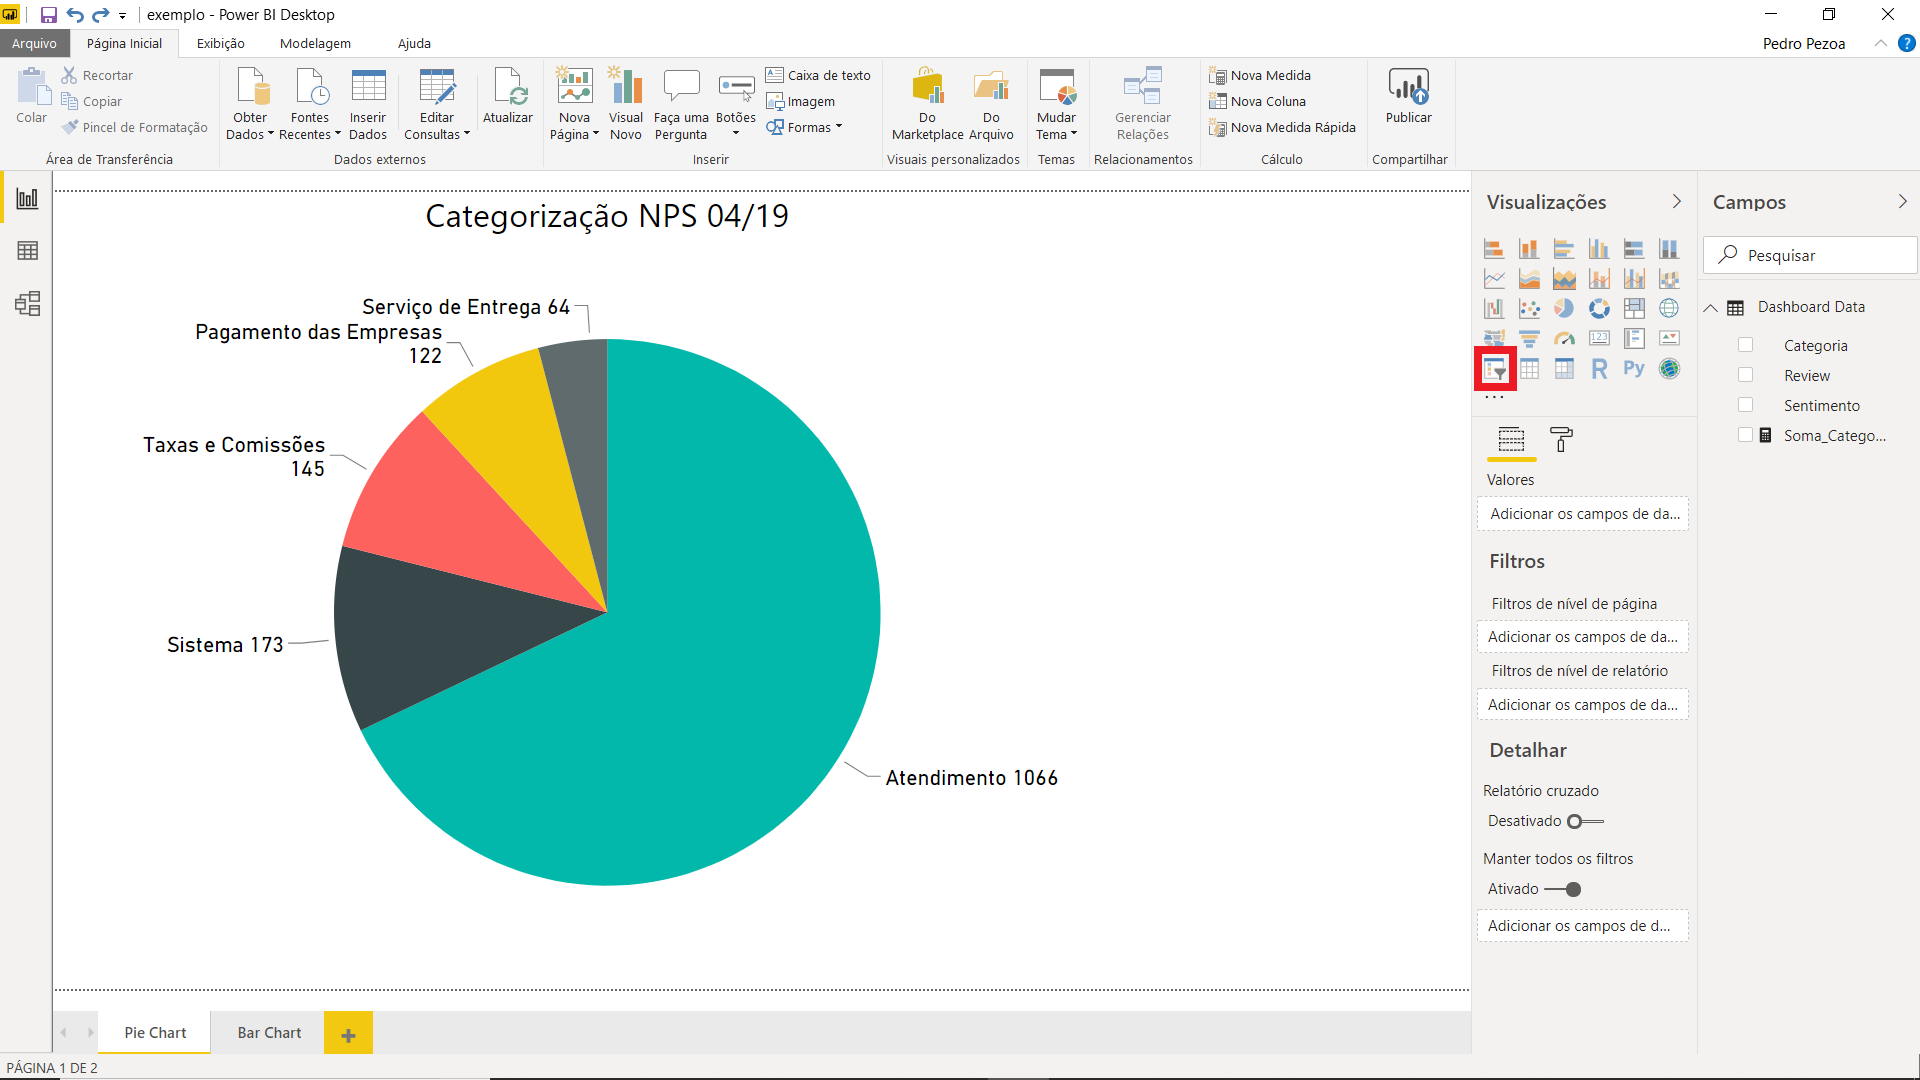 exemplo - Power BI Desktop
Arquivo
Página Inicial
Exibição
Modelagem
Ajuda
Pedro Pezoa
?
Colar
Recortar
Copiar
Pincel de Formatação
Área de Transferência
Obter
Dados
Fontes
Recentes
Inserir
Dados
Editar
Consultas
Atualizar
Dados externos
Nova
Página
Visual
Novo
Faça uma
Pergunta
Botões
Caixa de texto
Imagem
Formas
Inserir
Do
Marketplace
Do
Arquivo
Visuais personalizados
Mudar
Tema
Temas
Gerenciar
Relações
Relacionamentos
Nova Medida
Nova Coluna
Nova Medida Rápida
Cálculo
Publicar
Compartilhar
Categorização NPS 04/19
Serviço de Entrega 64
Pagamento das Empresas
122
Taxas e Comissões
145
Sistema 173
Atendimento 1066
Visualizações
123
R
Py
...
Valores
Adicionar os campos de da...
Filtros
Filtros de nível de página
Adicionar os campos de da...
Filtros de nível de relatório
Adicionar os campos de da...
Detalhar
Relatório cruzado
Desativado
Manter todos os filtros
Ativado
Adicionar os campos de d...
Campos
Pesquisar
Dashboard Data
Categoria
Review
Sentimento
Soma_Catego...
Pie Chart
Bar Chart
PÁGINA 1 DE 2